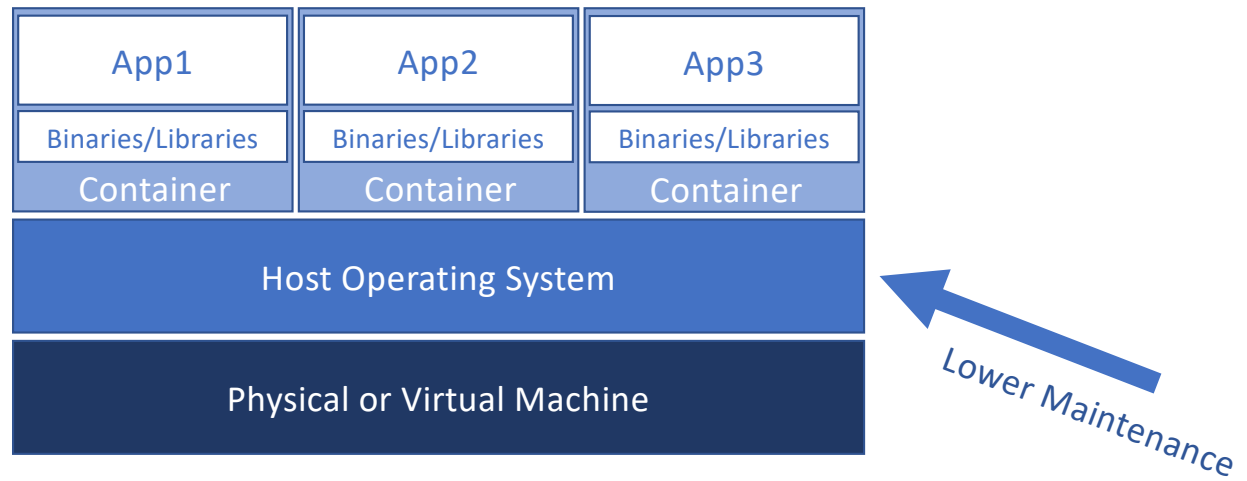 App1
App2
App3
Binaries/Libraries
Binaries/Libraries
Binaries/Libraries
Container
Container
Container
Host Operating System
Lower Maintenance
Physical or Virtual Machine